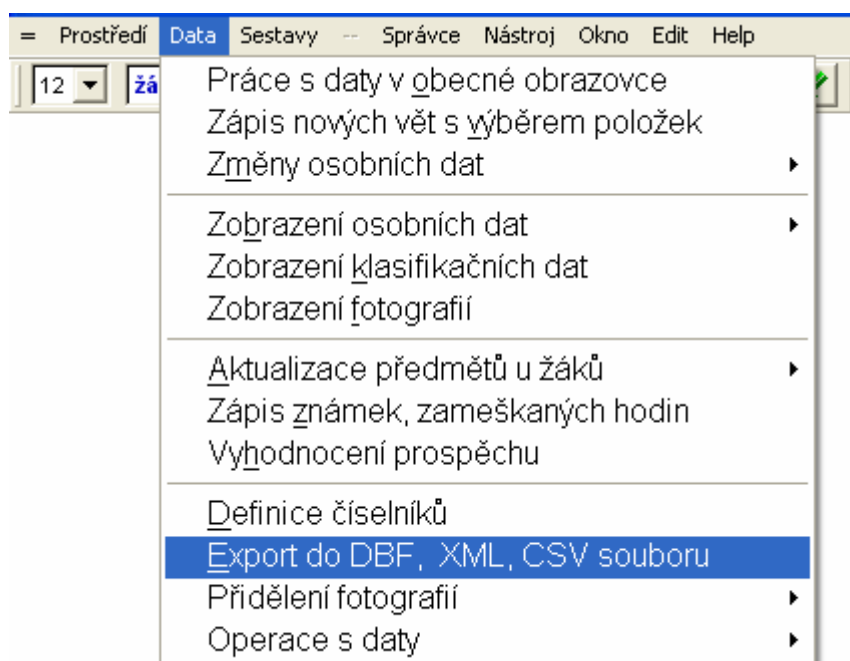 = Prostředí Data Sestavy -- Správce Nástroj Okno Edit Help
12 žá
Práce s daty v obecné obrazovce
Zápis nových vět s výběrem položek
Změny osobních dat
Zobrazení osobních dat
Zobrazení klasifikačních dat
Zobrazení fotografií
Aktualizace předmětů u žáků
Zápis známek, zameškaných hodin
Vyhodnocení prospěchu
Definice číselníků
Export do DBF, XML, CSV souboru
Přidělení fotografií
Operace s daty